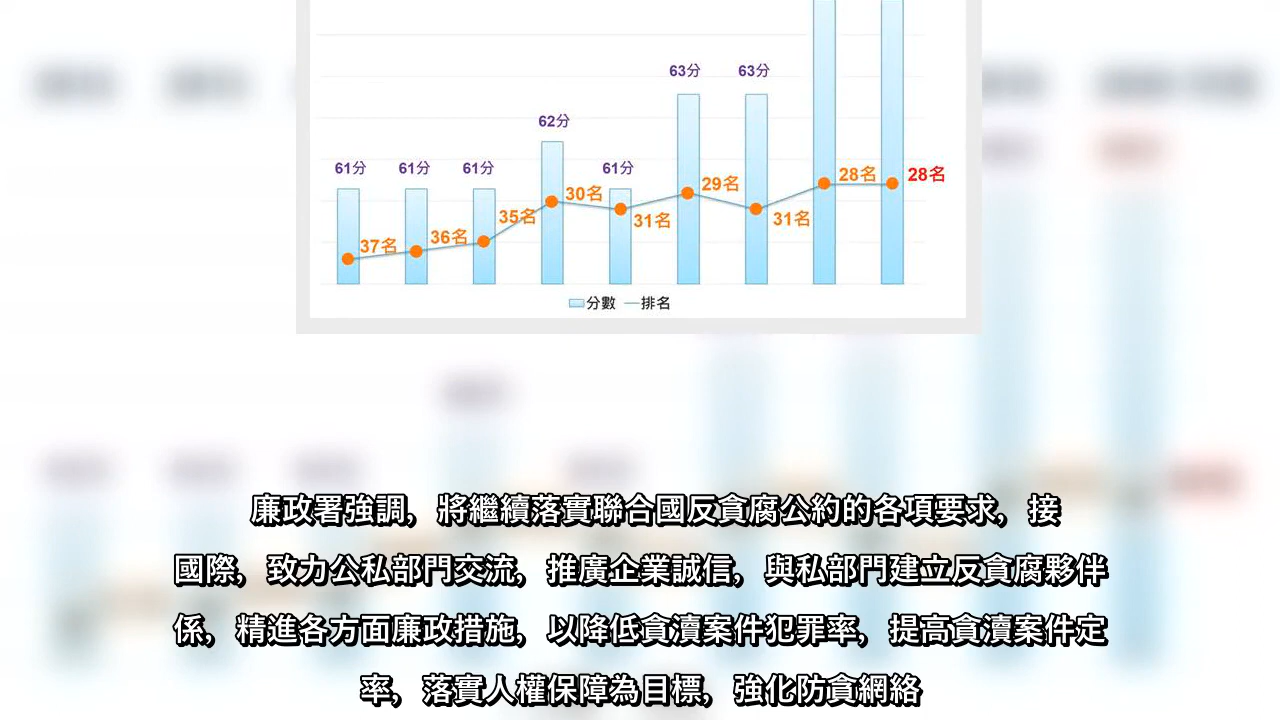 63分 63分
62分
61分 61分 61分 61分
37名 36名 35名 30名 31名 29名 31名 28名 28名
分數 排名
廉政署強調，將繼續落實聯合國反貪腐公約的各項要求，接
國際，致力公私部門交流，推廣企業誠信，與私部門建立反貪腐夥伴
係，精進各方面廉政措施，以降低貪瀆案件犯罪率，提高貪瀆案件定
率，落實人權保障為目標，強化防貪網絡